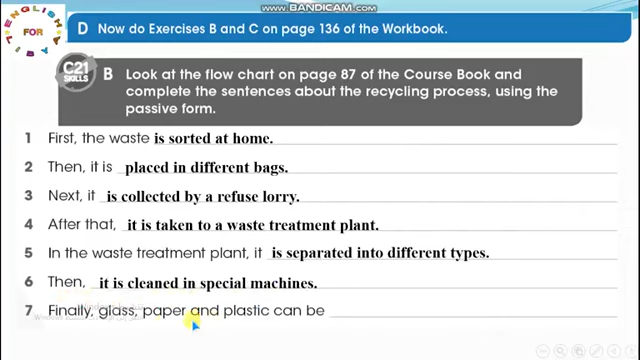 WWW.BANDICAM.COM
ENGLISH
FOR
LIBYA
D Now do Exercises B and C on page 136 of the Workbook.
C21
SKILLS
B Look at the flow chart on page 87 of the Course Book and
complete the sentences about the recycling process, using the
passive form.
1 First, the waste is sorted at home.
2 Then, it is placed in different bags.
3 Next, it is collected by a refuse lorry.
4 After that, it is taken to a waste treatment plant.
5 In the waste treatment plant, it is separated into different types.
6 Then, it is cleaned in special machines.
7 Finally, glass, paper and plastic can be